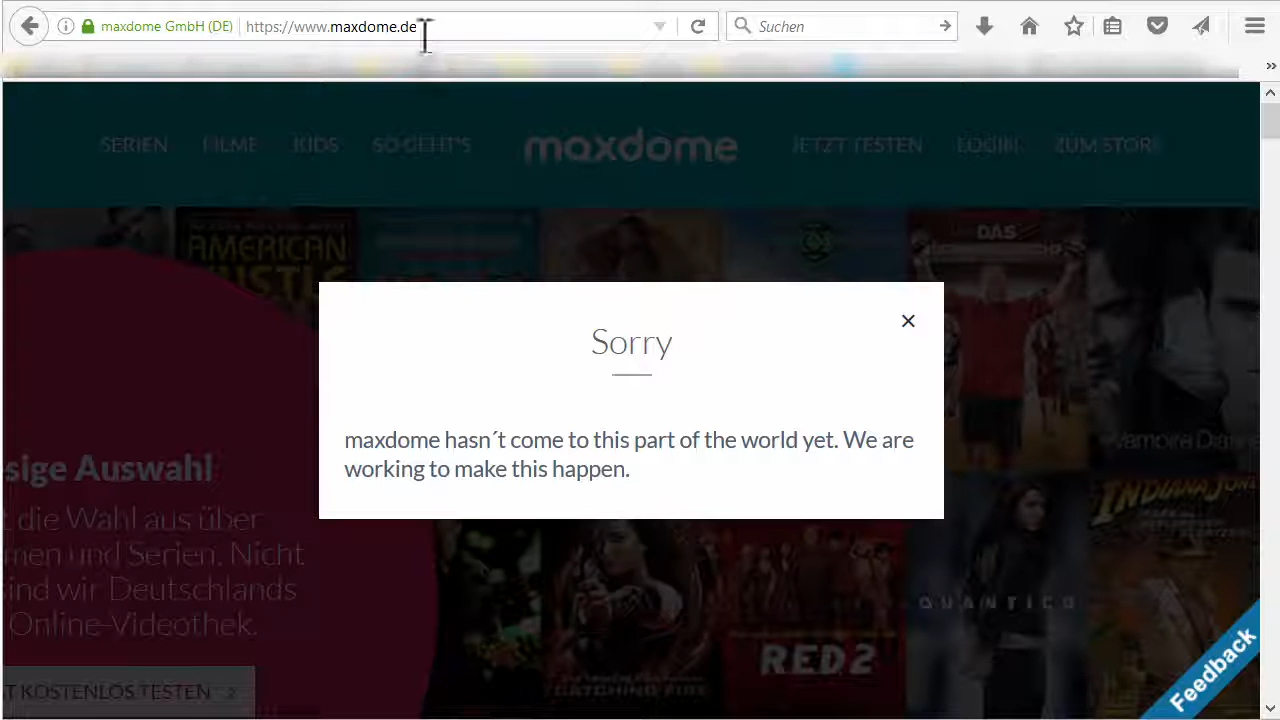 maxdome GmbH (DE) https://www.maxdome.de
Suchen
SERIEN FILME KIDS SO GEHT'S maxdome JETZT TESTEN LOGIN ZUM STORE
AMERICAN
HUSTLE
DAS
Sorry
maxdome hasn´t come to this part of the world yet. We are
working to make this happen.
Vampire Diaries
sige Auswahl
t die Wahl aus über
men und Serien. Nicht
sind wir Deutschlands
Online-Videothek.
T KOSTENLOS TESTEN
CATCHING FIRE
RED 2
QUANTICO
INDIANA JONES
Feedback